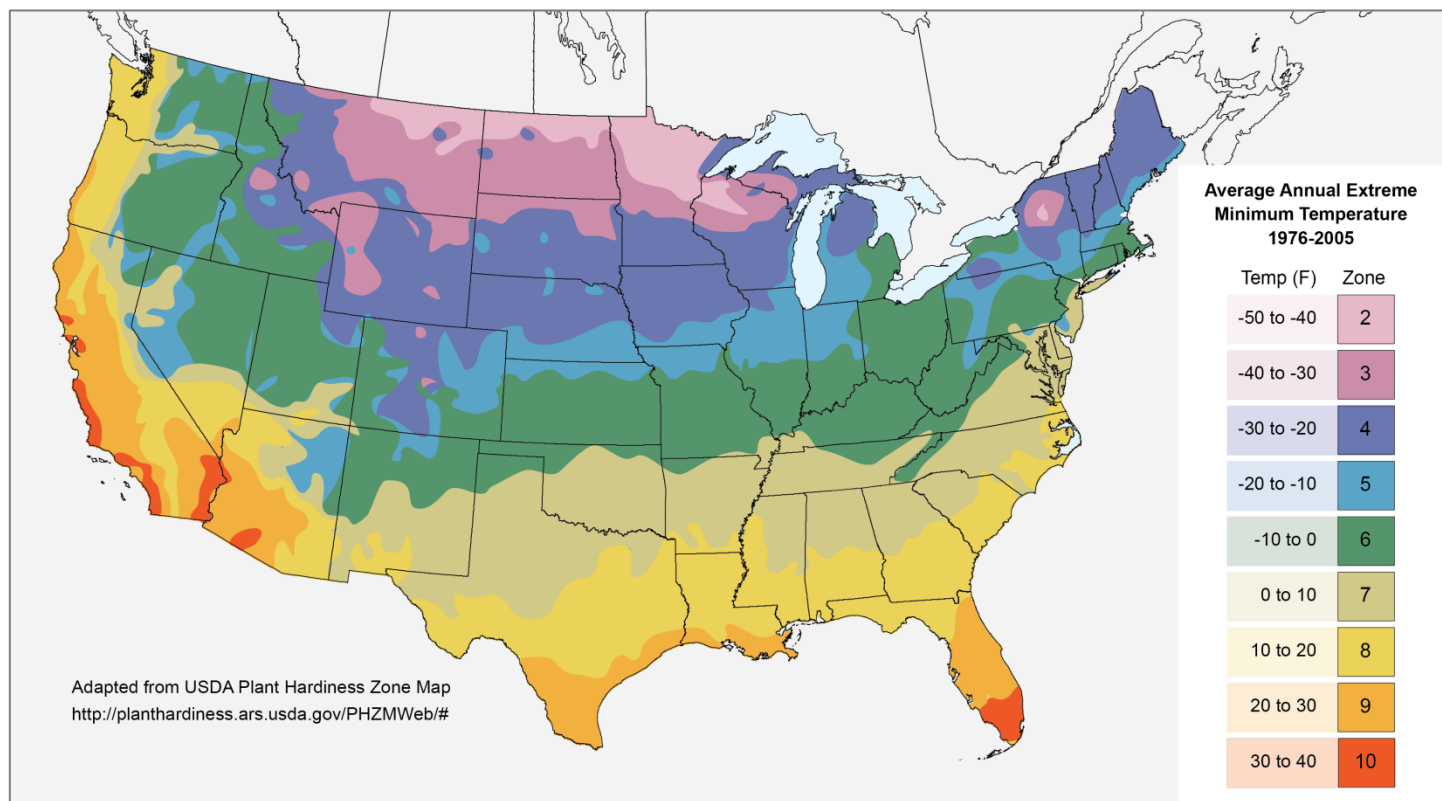 Average Annual Extreme
Minimum Temperature
1976-2005
Temp (F) Zone
-50 to -40 2
-40 to -30 3
-30 to -20 4
-20 to -10 5
-10 to 0 6
0 to 10 7
10 to 20 8
20 to 30 9
30 to 40 10
Adapted from USDA Plant Hardiness Zone Map
http://planthardiness.ars.usda.gov/PHZMWeb/#